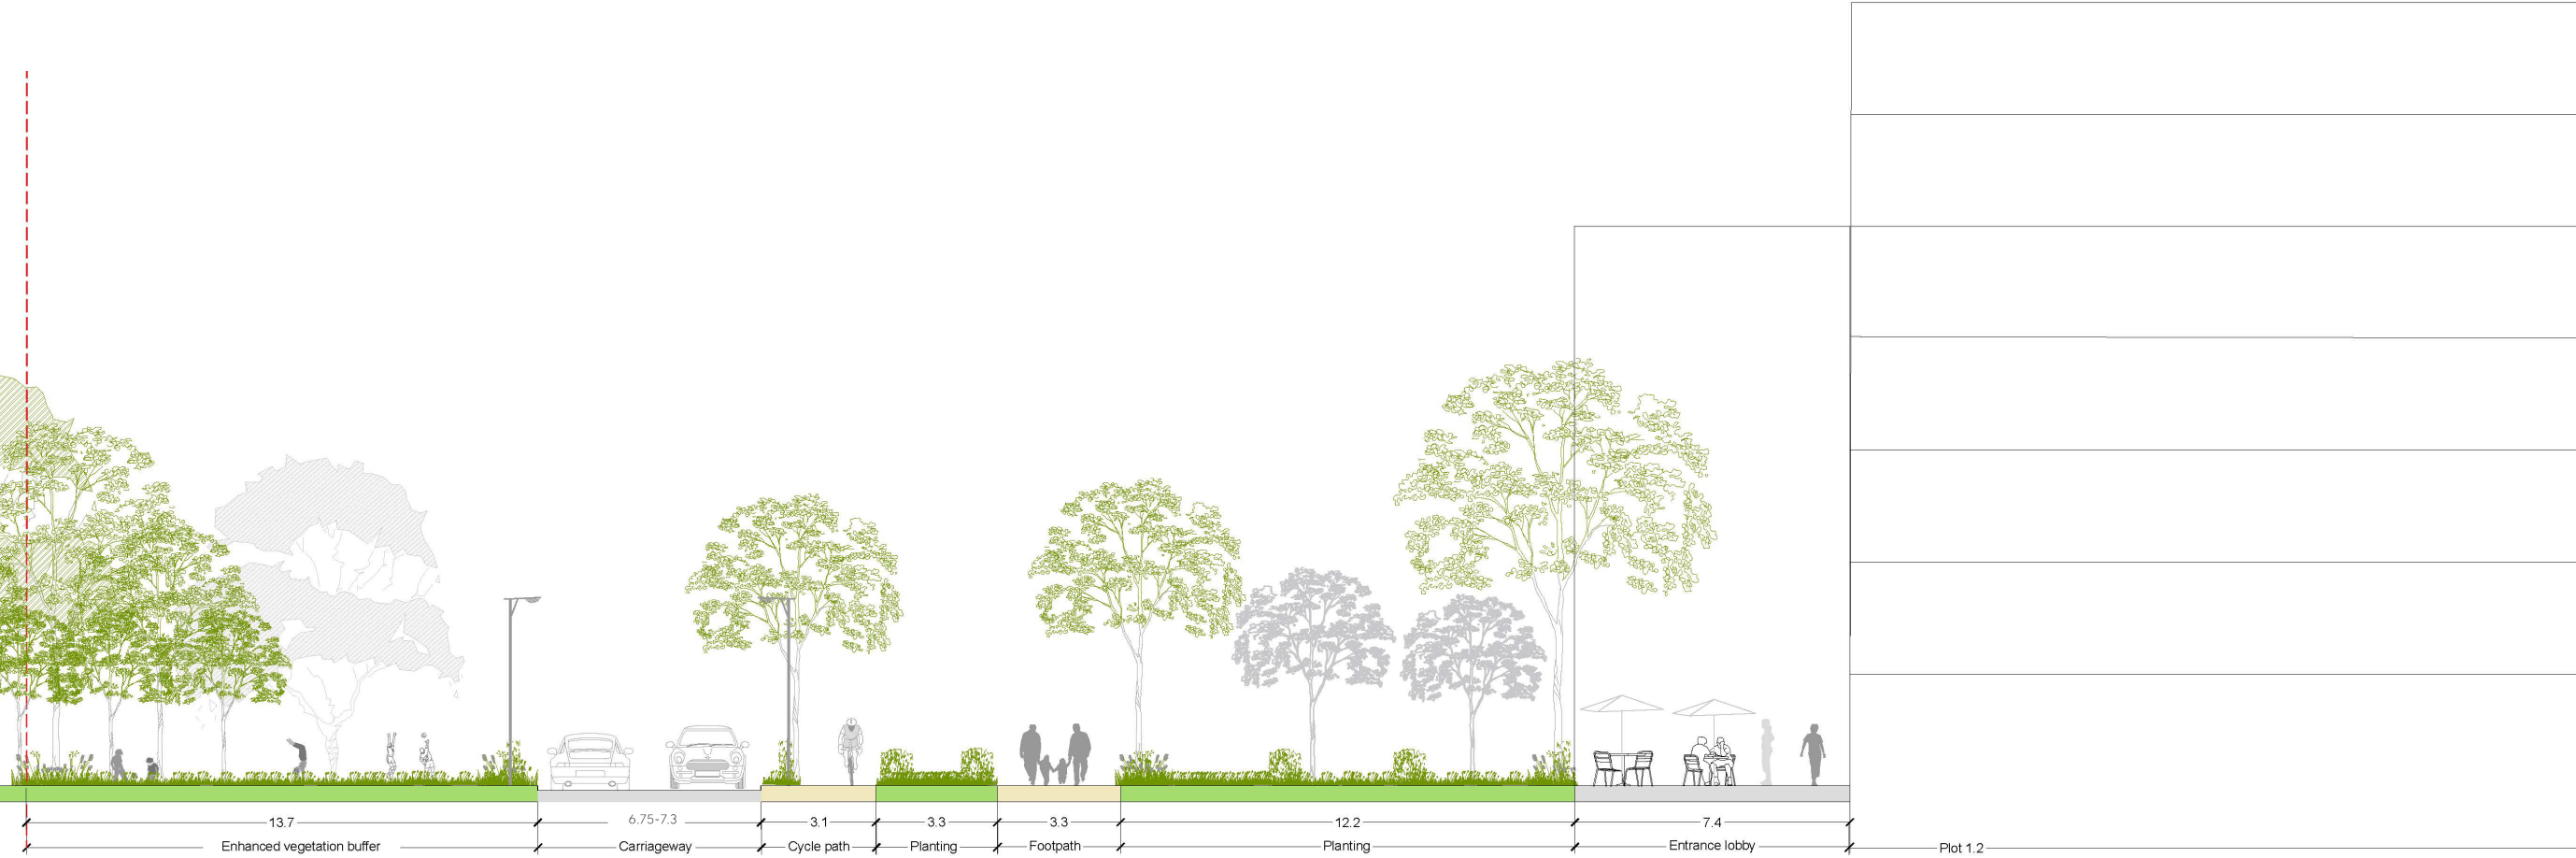 13.7 6.75-7.3 3.1 3.3 3.3 12.2 7.4
Enhanced vegetation buffer Carriageway Cycle path Planting Footpath Planting Entrance lobby Plot 1.2